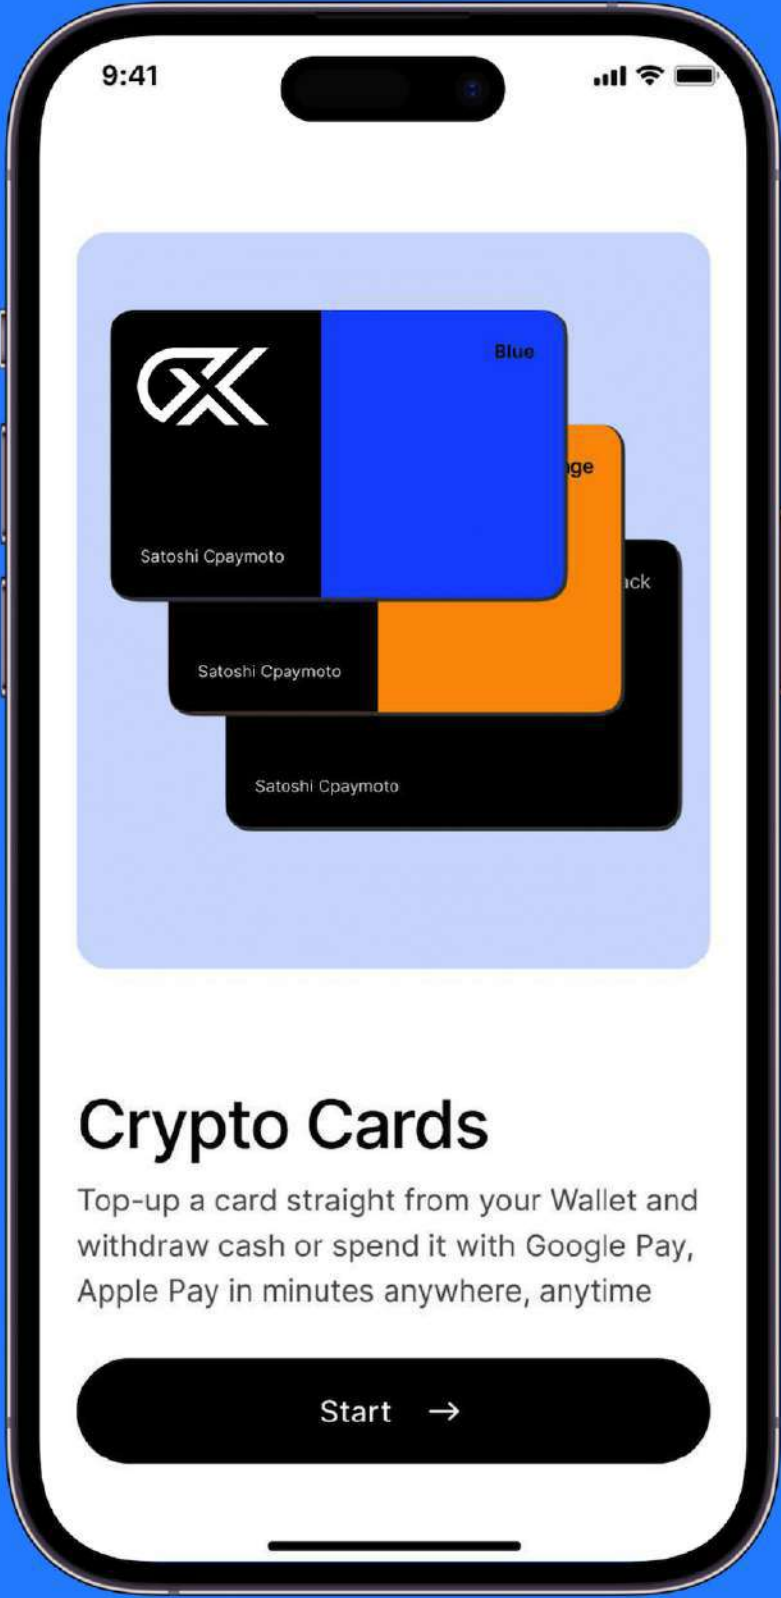 9:41
Blue
Satoshi Cpaymoto
Satoshi Cpaymoto
Satoshi Cpaymoto
Crypto Cards
Top-up a card straight from your Wallet and
withdraw cash or spend it with Google Pay,
Apple Pay in minutes anywhere, anytime
Start →